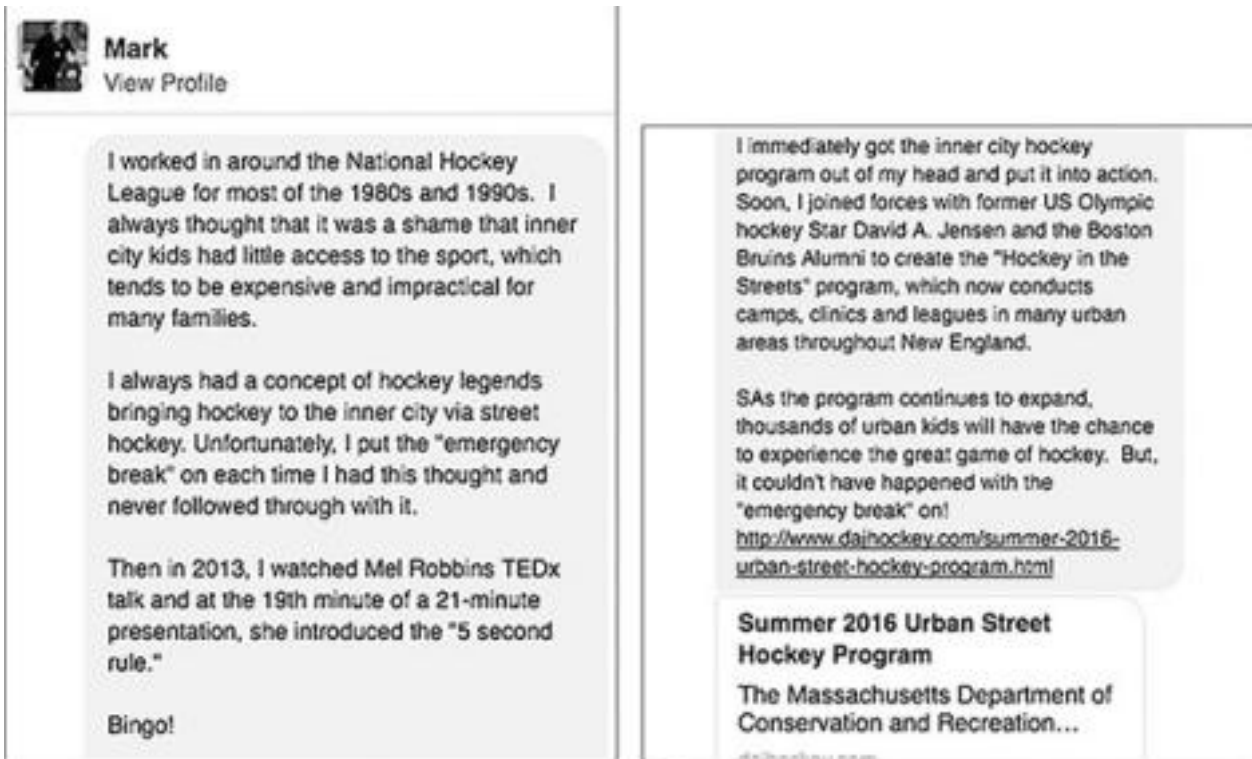 Mark
View Profile
I worked in around the National Hockey
League for most of the 1980s and 1990s. I
always thought that it was a shame that inner
city kids had little access to the sport, which
tends to be expensive and impractical for
many families.
I always had a concept of hockey legends
bringing hockey to the inner city via street
hockey. Unfortunately, I put the "emergency
break" on each time I had this thought and
never followed through with it.
Then in 2013, I watched Mel Robbins TEDx
talk and at the 19th minute of a 21-minute
presentation, she introduced the "5 second
rule."
Bingo!
I immediately got the inner city hockey
program out of my head and put it into action.
Soon, I joined forces with former US Olympic
hockey Star David A. Jensen and the Boston
Bruins Alumni to create the "Hockey in the
Streets" program, which now conducts
camps, clinics and leagues in many urban
areas throughout New England.
SAs the program continues to expand,
thousands of urban kids will have the chance
to experience the great game of hockey. But,
it couldn't have happened with the
"emergency break" on!
http://www.dajhockey.com/summer-2016-
urban-street-hockey-program.html
Summer 2016 Urban Street
Hockey Program
The Massachusetts Department of
Conservation and Recreation...